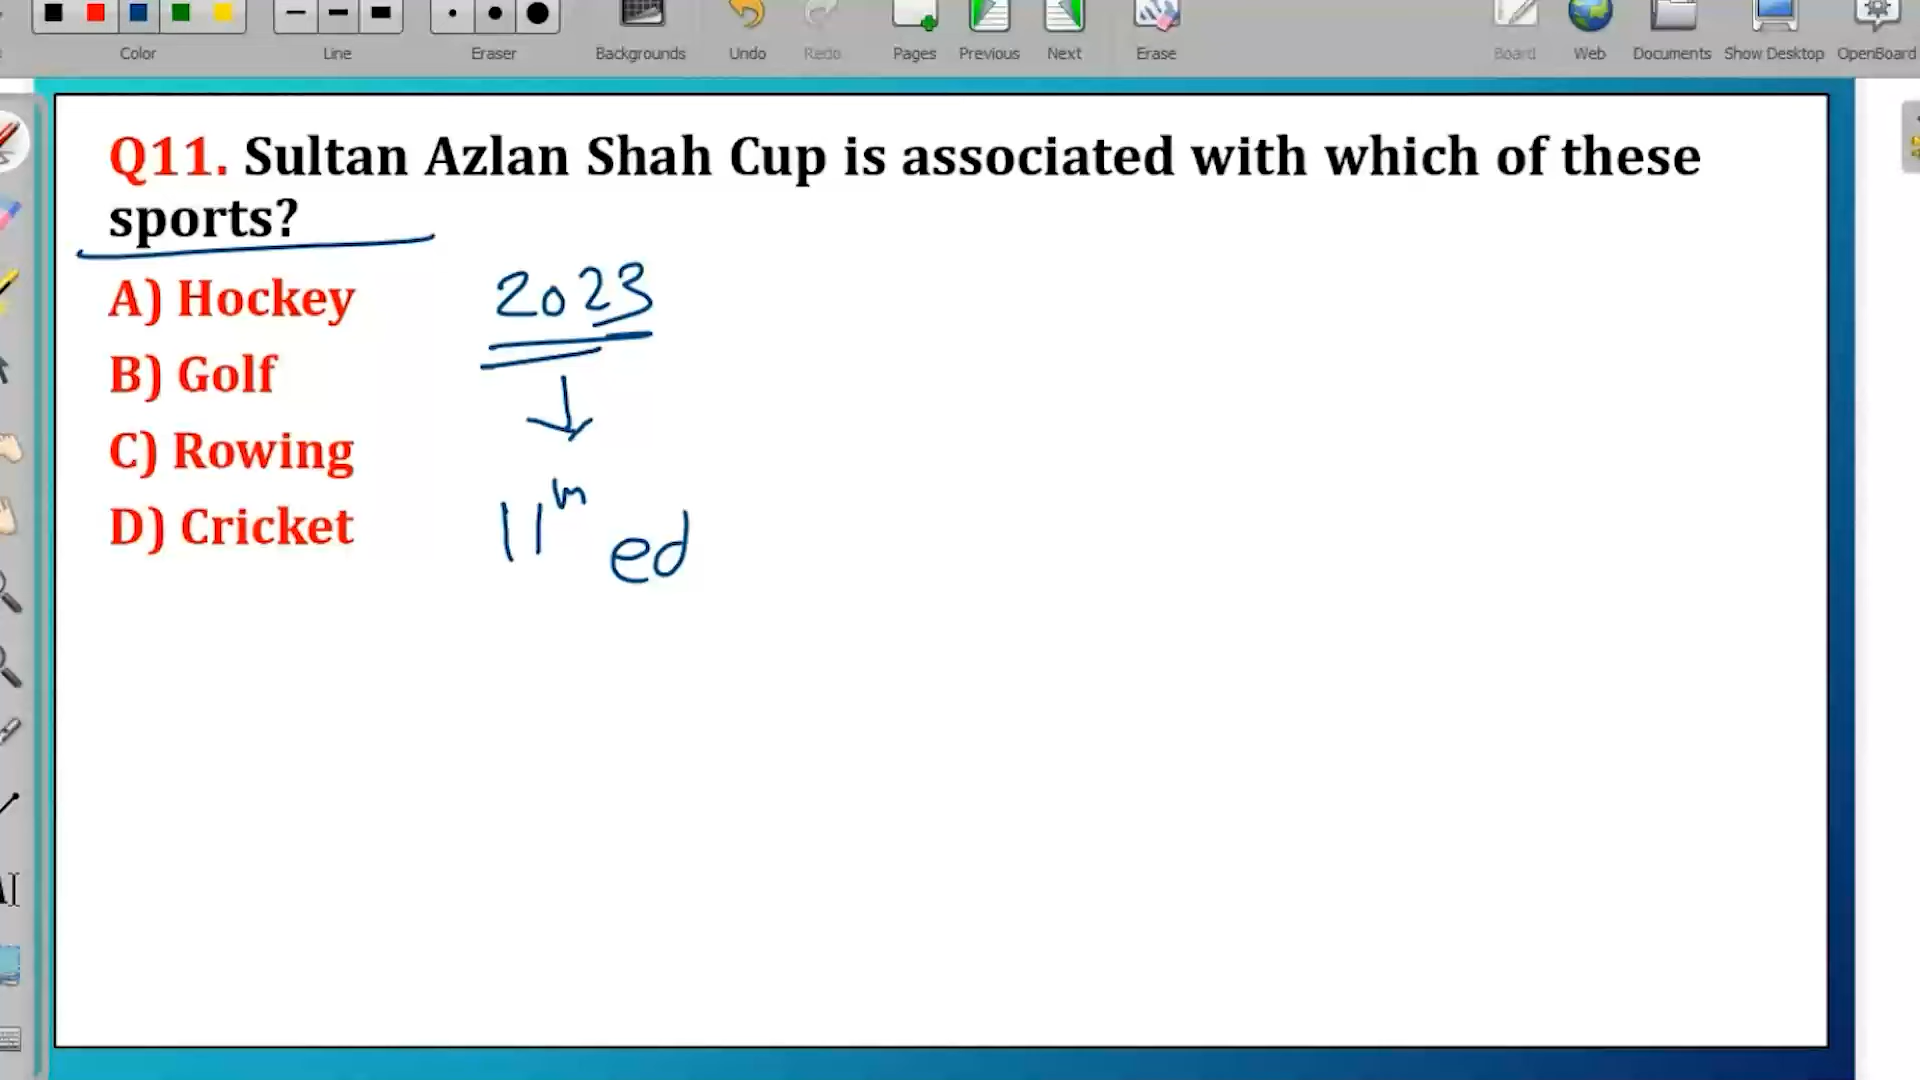 Color Line Eraser Backgrounds Undo Redo Pages Previous Next Erase Board Web Documents Show Desktop OpenBoard
Q11. Sultan Azlan Shah Cup is associated with which of these
sports?
A) Hockey
B) Golf
C) Rowing
D) Cricket
2023
11th ed